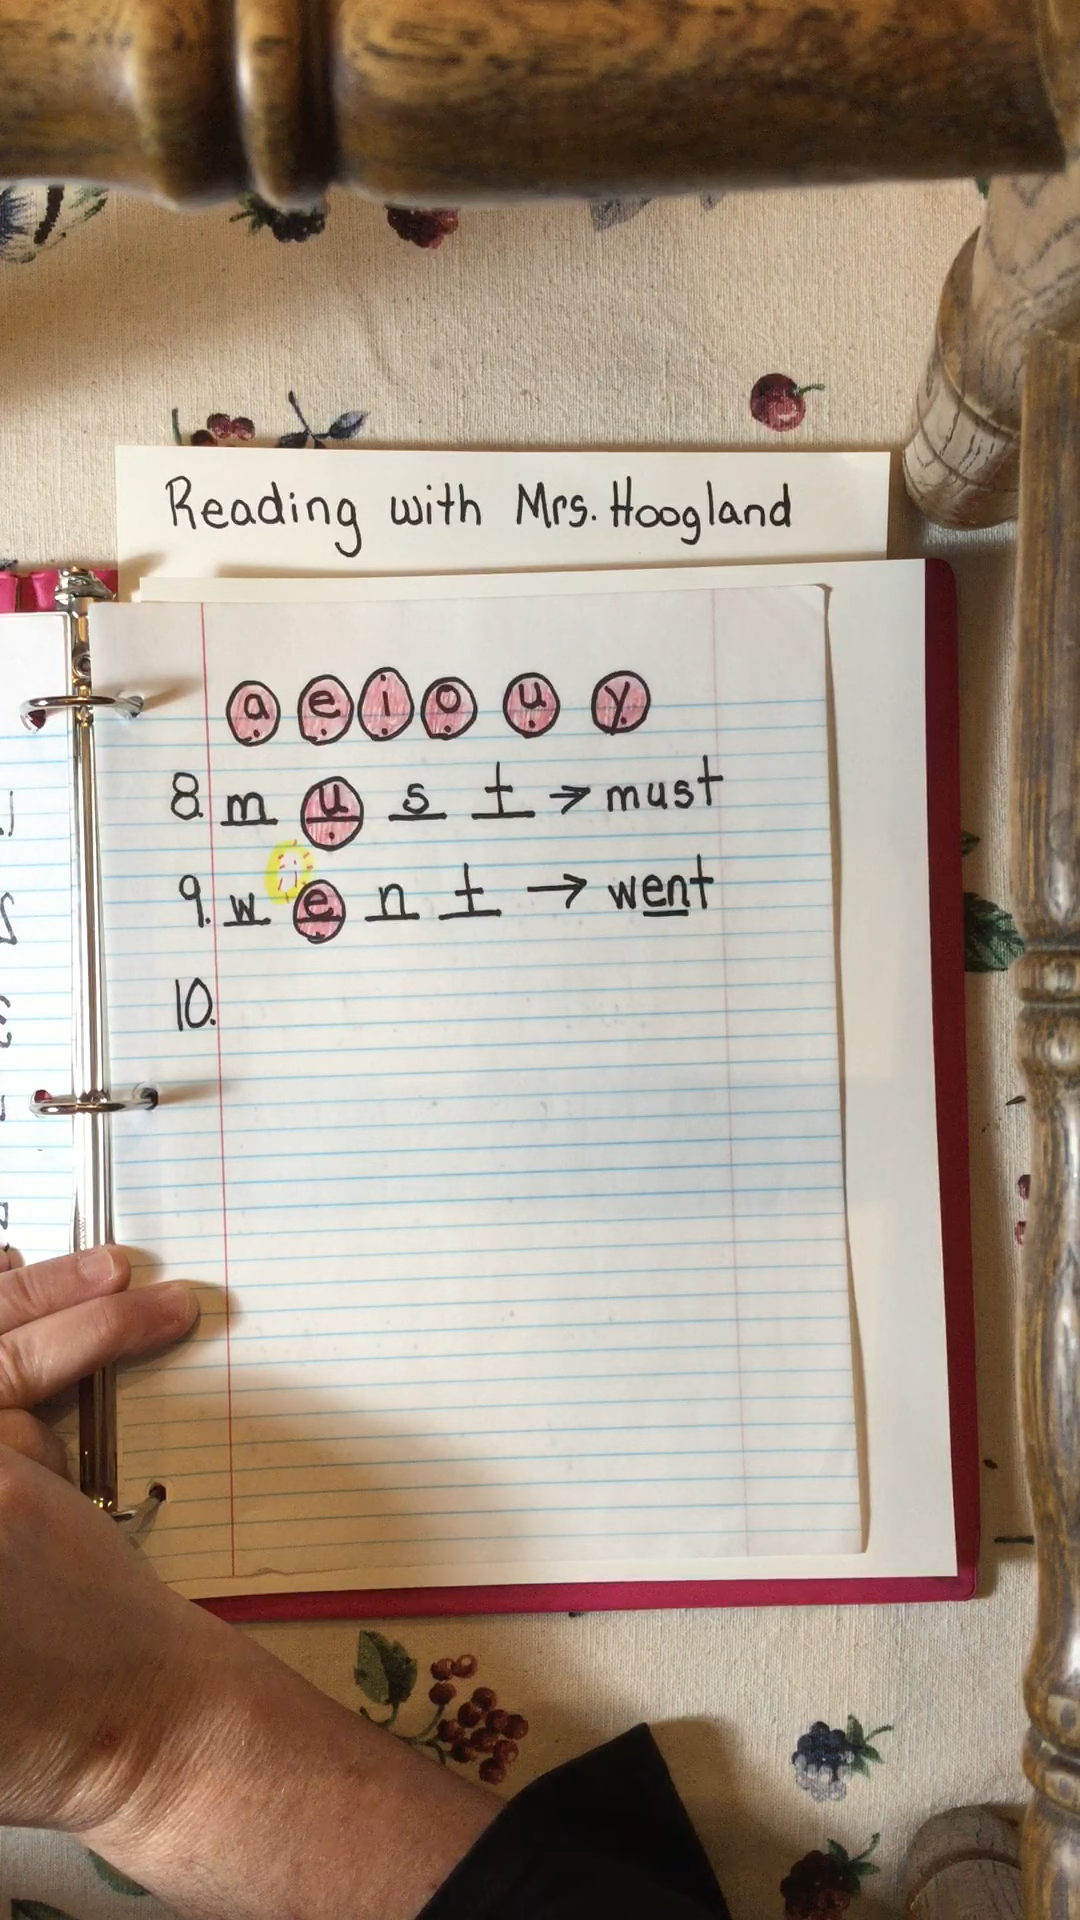 Reading with Mrs. Hoogland
a e i o u y
8. m u s t → must
9. w e n t → went
10.